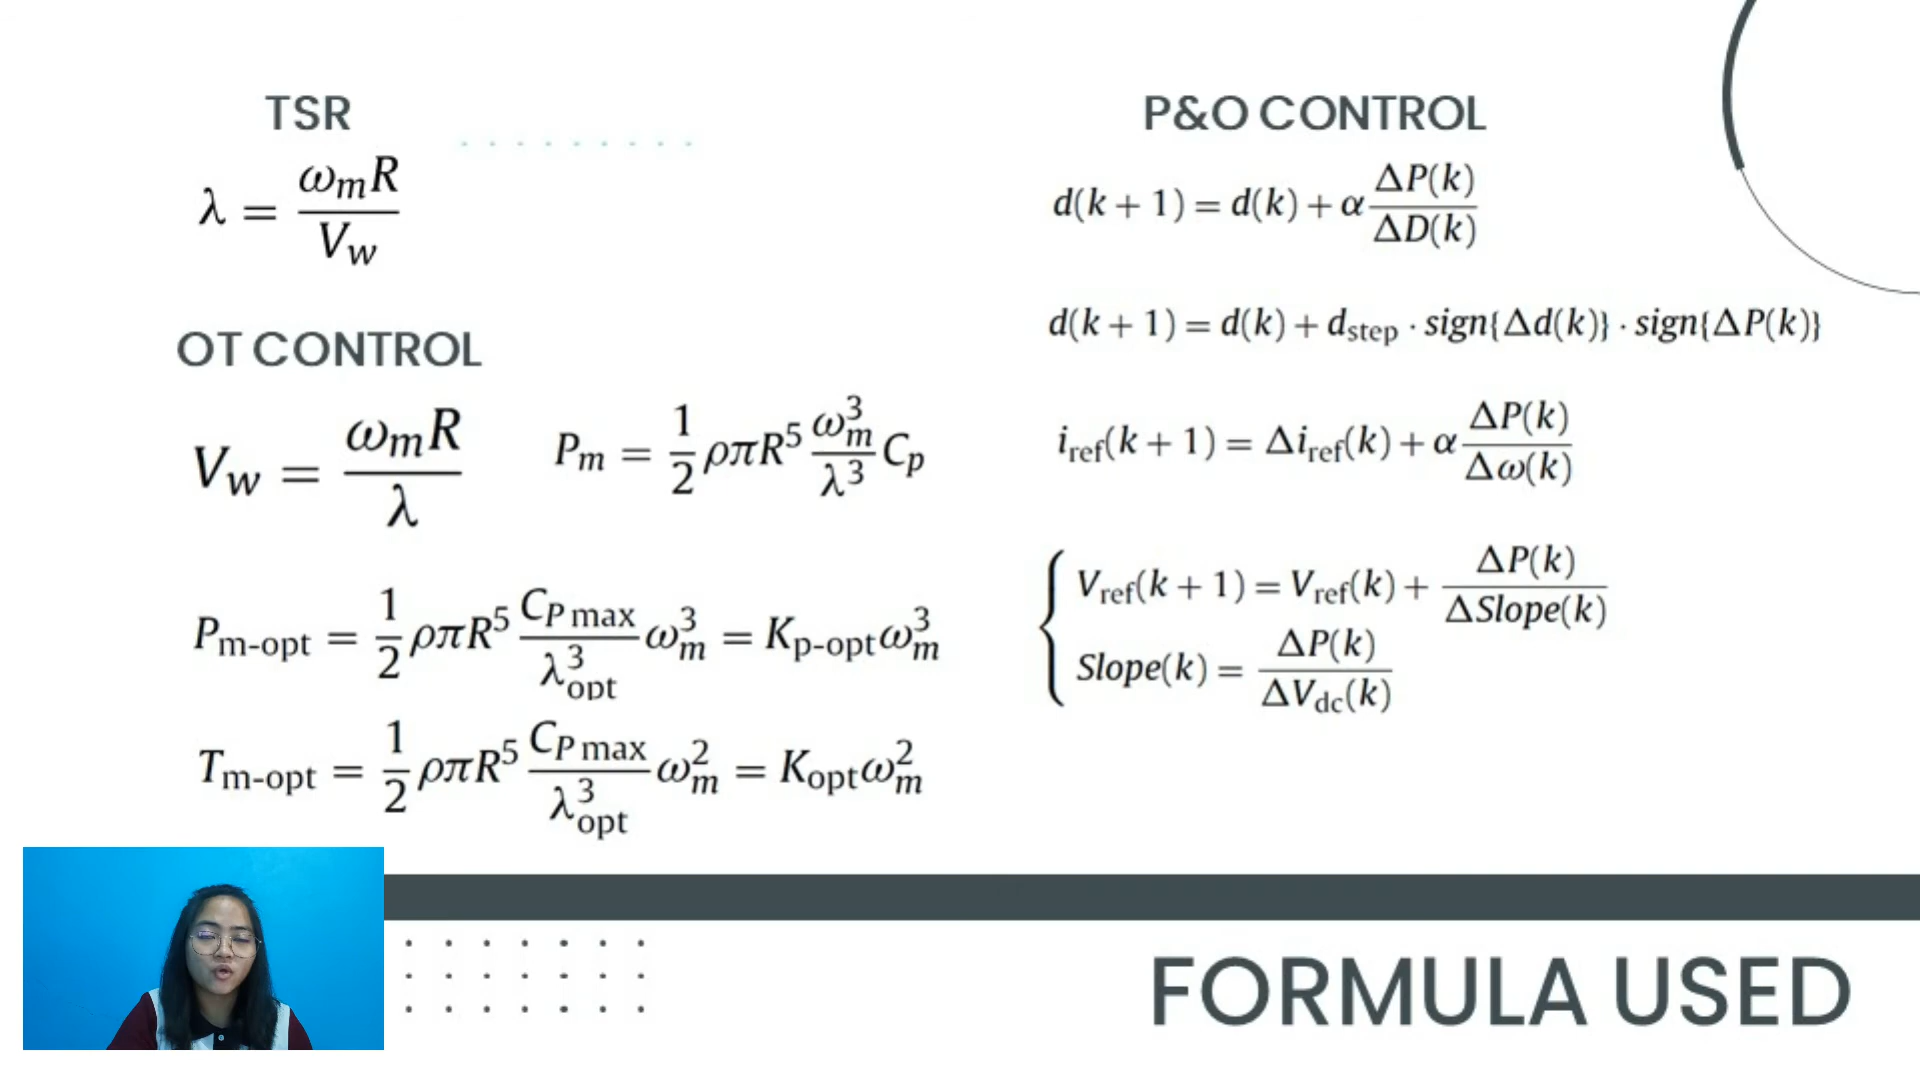 TSR
λ = ω_m R / V_w
OT CONTROL
V_w = ω_m R / λ
P_m = 1/2 ρπR^5 ω_m^3 / λ^3 C_p
P_m-opt = 1/2 ρπR^5 C_P max / λ_opt^3 ω_m^3 = K_p-opt ω_m^3
T_m-opt = 1/2 ρπR^5 C_P max / λ_opt^3 ω_m^2 = K_opt ω_m^2
P&O CONTROL
d(k + 1) = d(k) + α ΔP(k) / ΔD(k)
d(k + 1) = d(k) + d_step · sign{Δd(k)} · sign{ΔP(k)}
i_ref(k + 1) = Δi_ref(k) + α ΔP(k) / Δω(k)
V_ref(k + 1) = V_ref(k) + ΔP(k) / ΔSlope(k)
Slope(k) = ΔP(k) / ΔV_dc(k)
FORMULA USED